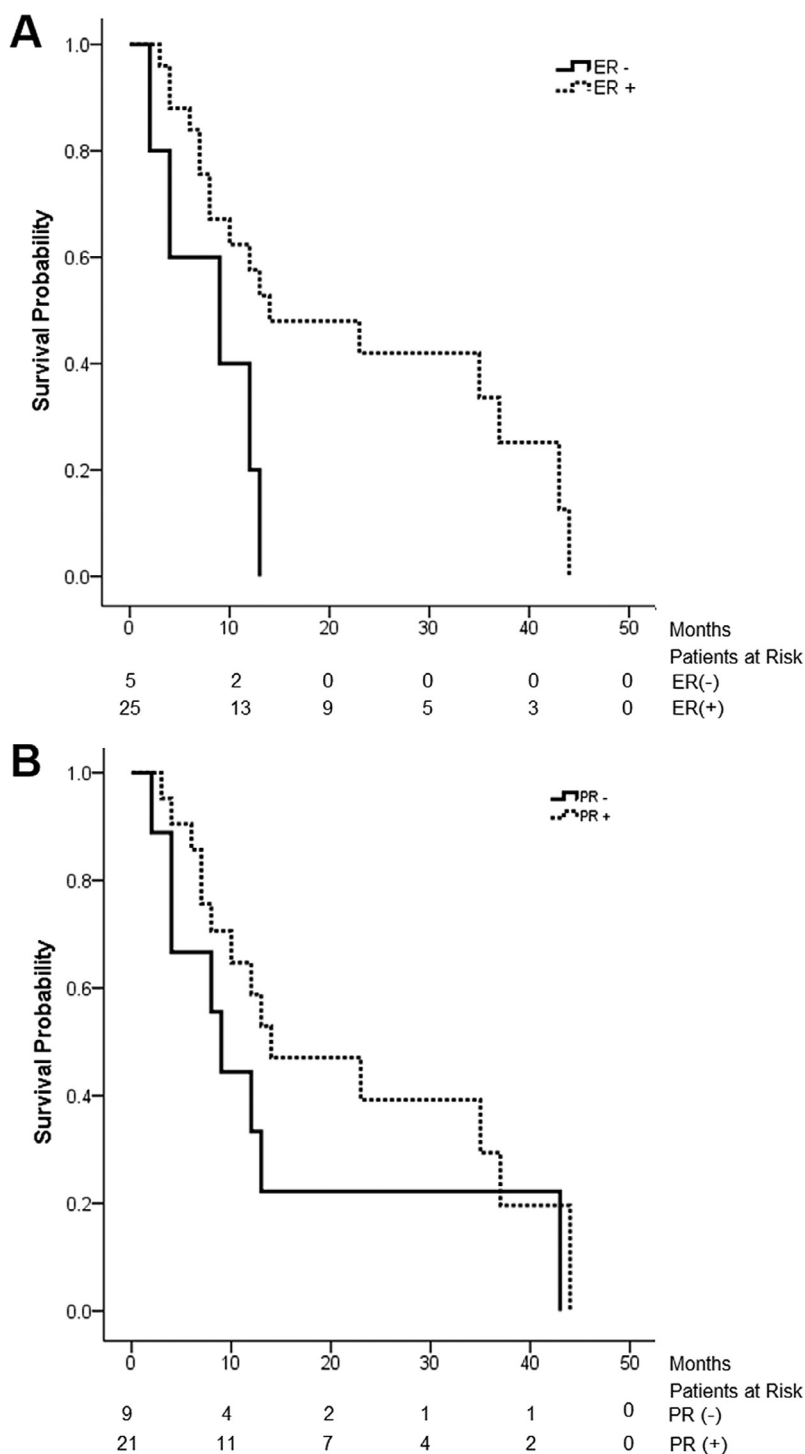 A
1.0
0.8
0.6
0.4
0.2
0.0
Survival Probability
ER -
ER +
0 10 20 30 40 50 Months
Patients at Risk
5 2 0 0 0 0 ER(-)
25 13 9 5 3 0 ER(+)
B
1.0
0.8
0.6
0.4
0.2
0.0
Survival Probability
PR -
PR +
0 10 20 30 40 50 Months
Patients at Risk
9 4 2 1 1 0 PR (-)
21 11 7 4 2 0 PR (+)